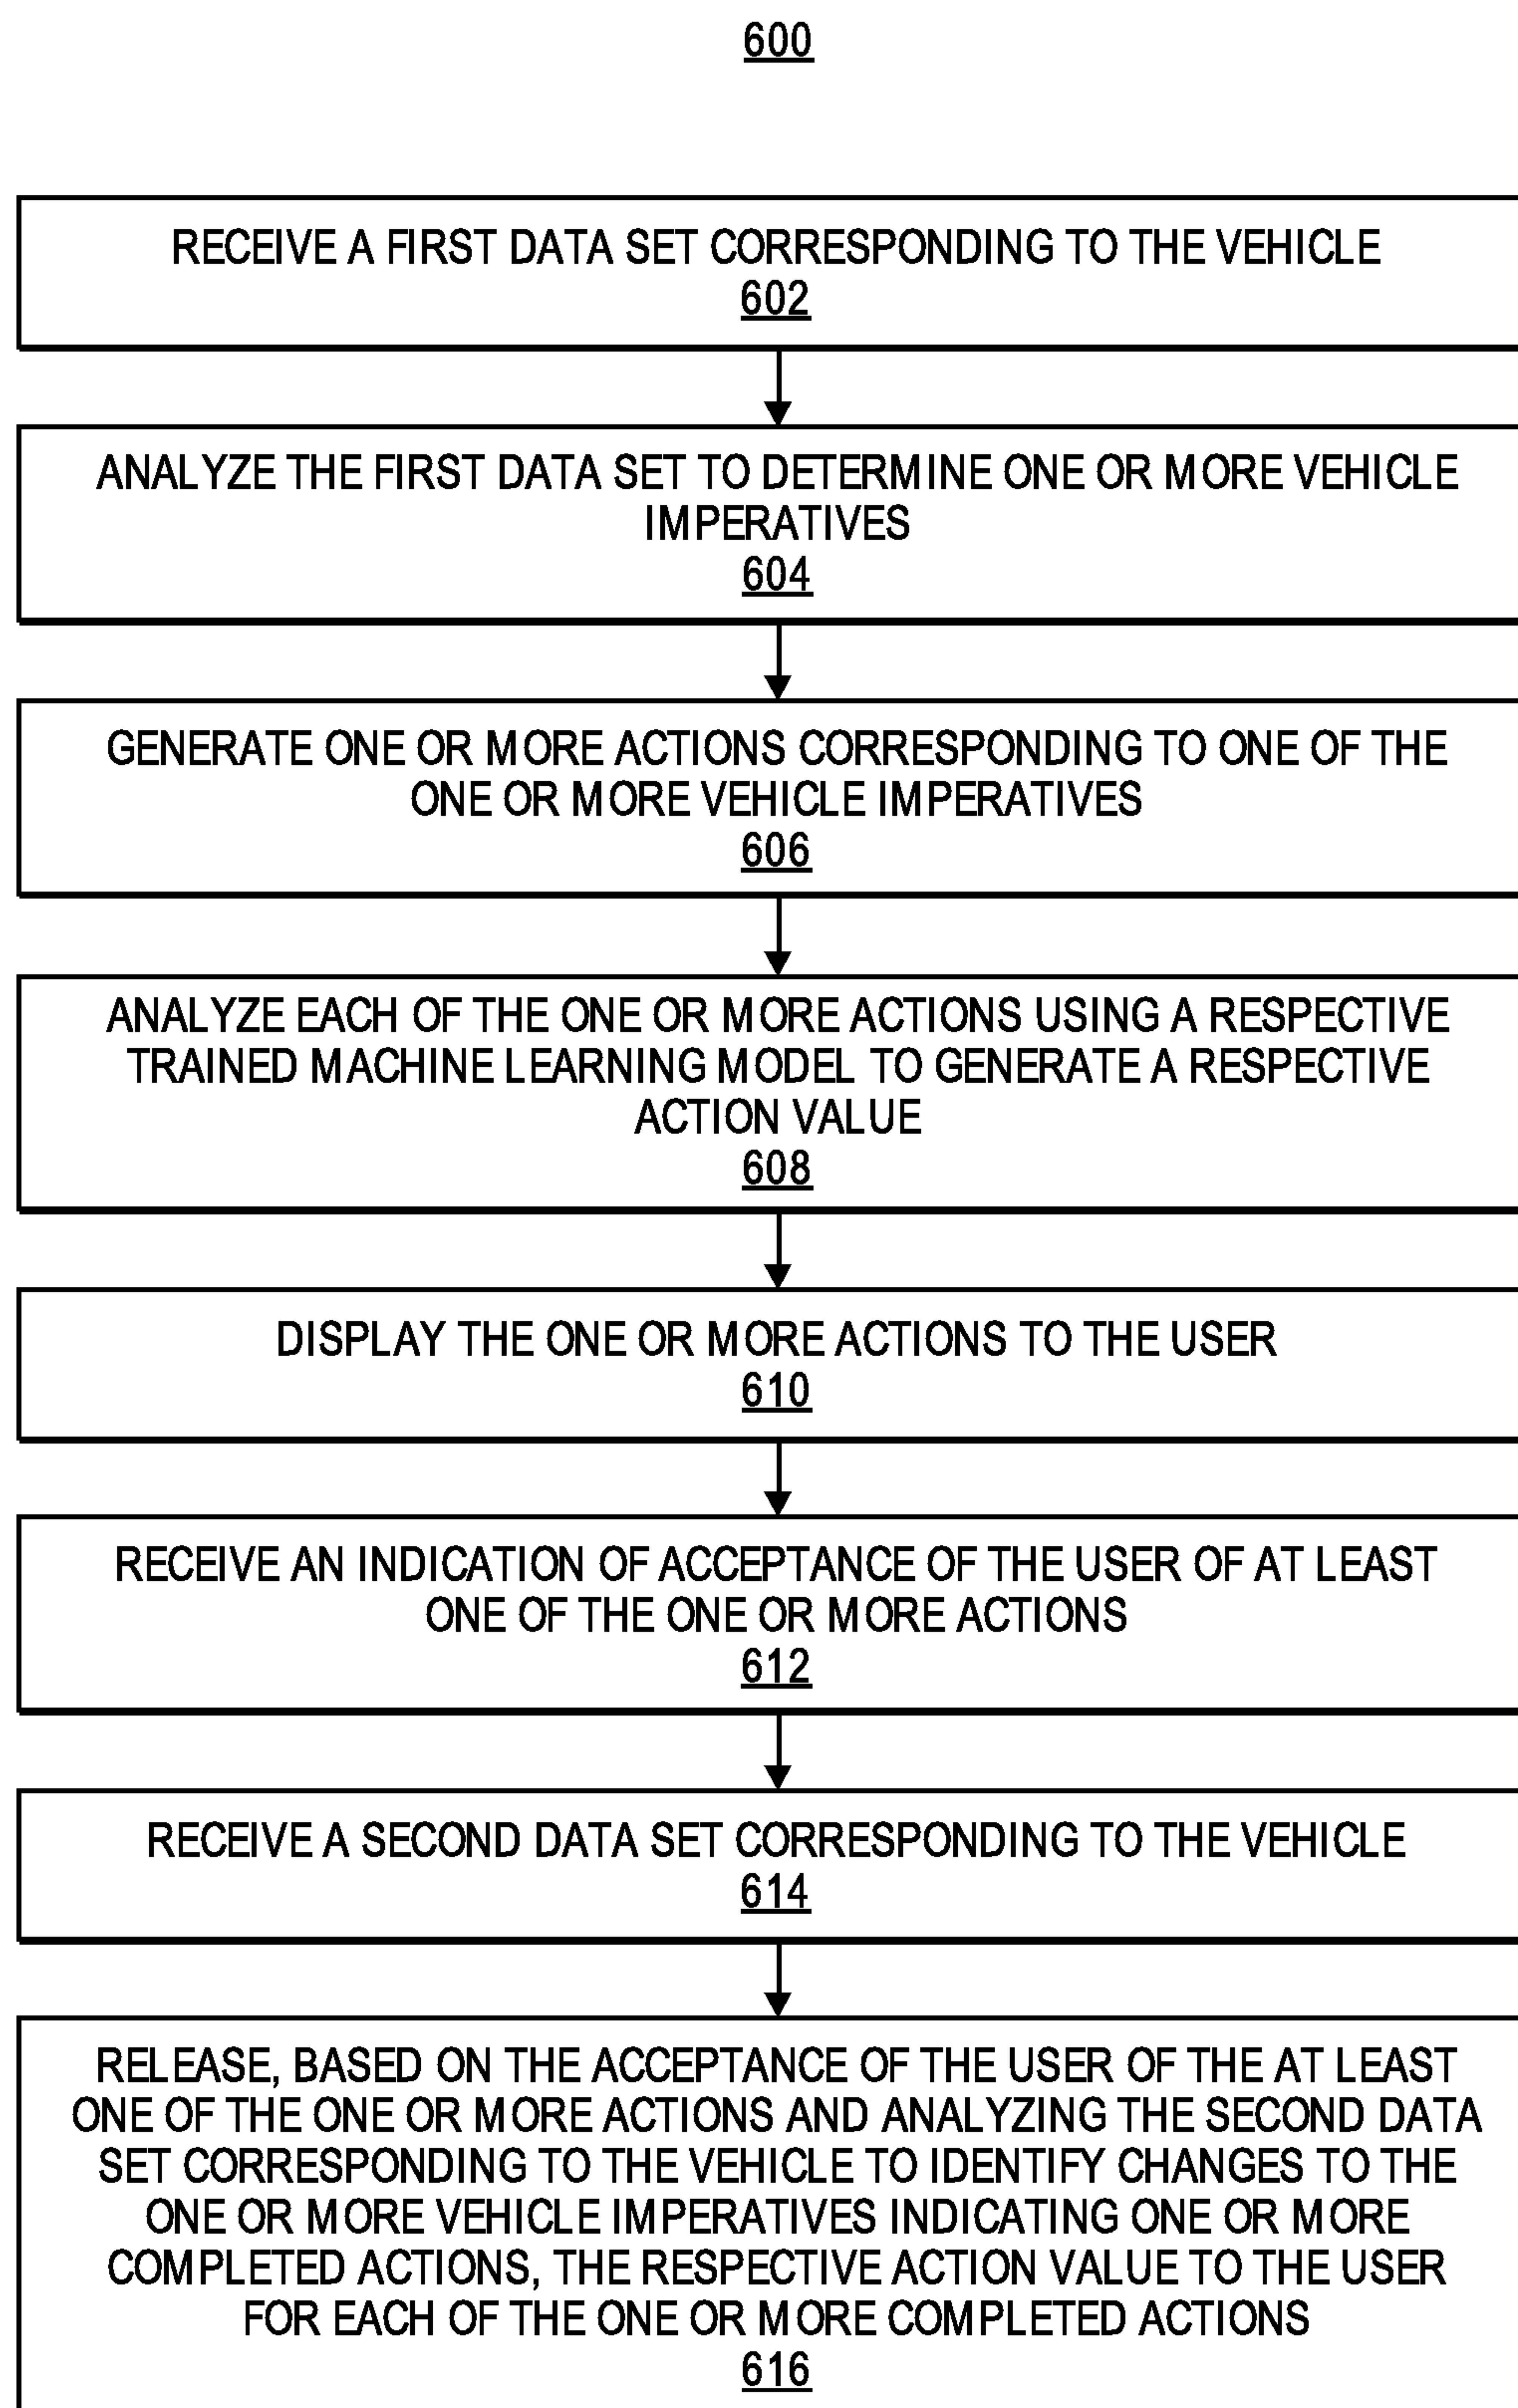 600
RECEIVE A FIRST DATA SET CORRESPONDING TO THE VEHICLE
602
ANALYZE THE FIRST DATA SET TO DETERMINE ONE OR MORE VEHICLE
IMPERATIVES
604
GENERATE ONE OR MORE ACTIONS CORRESPONDING TO ONE OF THE
ONE OR MORE VEHICLE IMPERATIVES
606
ANALYZE EACH OF THE ONE OR MORE ACTIONS USING A RESPECTIVE
TRAINED MACHINE LEARNING MODEL TO GENERATE A RESPECTIVE
ACTION VALUE
608
DISPLAY THE ONE OR MORE ACTIONS TO THE USER
610
RECEIVE AN INDICATION OF ACCEPTANCE OF THE USER OF AT LEAST
ONE OF THE ONE OR MORE ACTIONS
612
RECEIVE A SECOND DATA SET CORRESPONDING TO THE VEHICLE
614
RELEASE, BASED ON THE ACCEPTANCE OF THE USER OF THE AT LEAST
ONE OF THE ONE OR MORE ACTIONS AND ANALYZING THE SECOND DATA
SET CORRESPONDING TO THE VEHICLE TO IDENTIFY CHANGES TO THE
ONE OR MORE VEHICLE IMPERATIVES INDICATING ONE OR MORE
COMPLETED ACTIONS, THE RESPECTIVE ACTION VALUE TO THE USER
FOR EACH OF THE ONE OR MORE COMPLETED ACTIONS
616